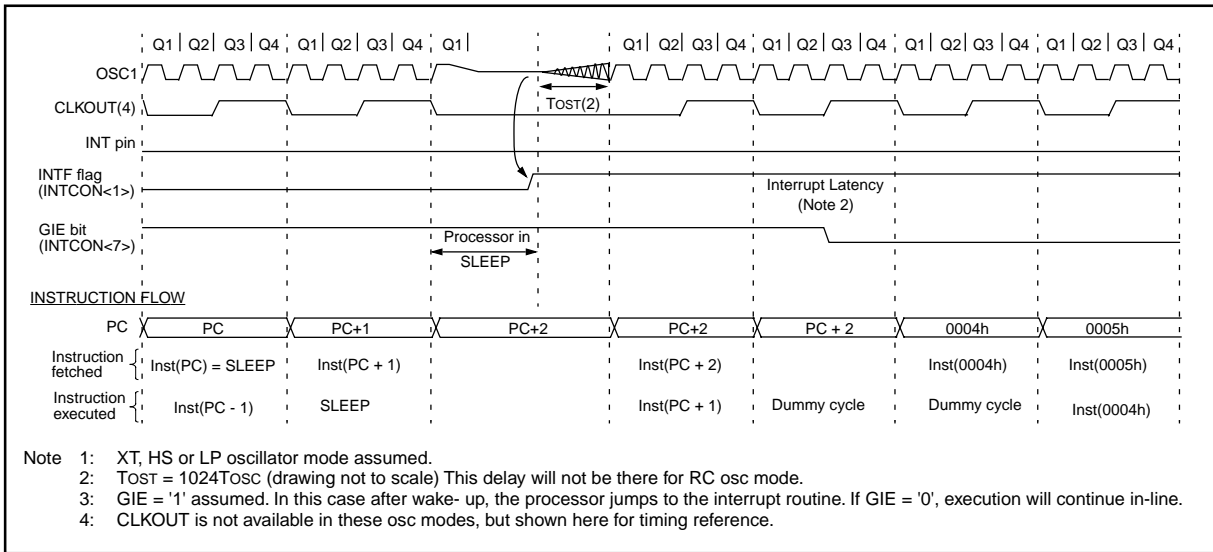 Q1 Q2 Q3 Q4 Q1 Q2 Q3 Q4 Q1 Q1 Q2 Q3 Q4 Q1 Q2 Q3 Q4 Q1 Q2 Q3 Q4 Q1 Q2 Q3 Q4
OSC1
TOST(2)
CLKOUT(4)
INT pin
INTF flag
(INTCON<1>)
Interrupt Latency
(Note 2)
GIE bit
(INTCON<7>)
Processor in
SLEEP
INSTRUCTION FLOW
PC PC PC+1 PC+2 PC+2 PC + 2 0004h 0005h
Instruction
fetched
Inst(PC) = SLEEP Inst(PC + 1) Inst(PC + 2) Inst(0004h) Inst(0005h)
Instruction
executed
Inst(PC - 1) SLEEP Inst(PC + 1) Dummy cycle Dummy cycle Inst(0004h)
Note 1: XT, HS or LP oscillator mode assumed.
2: TOST = 1024TOSC (drawing not to scale) This delay will not be there for RC osc mode.
3: GIE = '1' assumed. In this case after wake- up, the processor jumps to the interrupt routine. If GIE = '0', execution will continue in-line.
4: CLKOUT is not available in these osc modes, but shown here for timing reference.